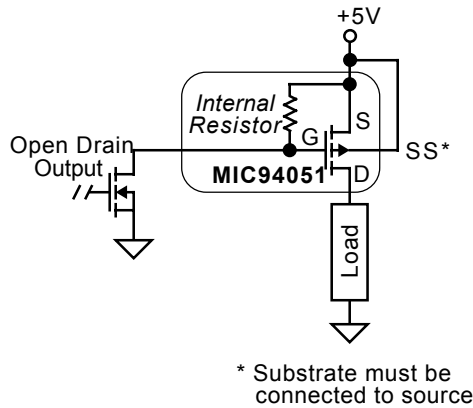 +5V
Internal
Resistor
G
S
Open Drain
Output
SS*
MIC94051
D
Load
* Substrate must be
connected to source